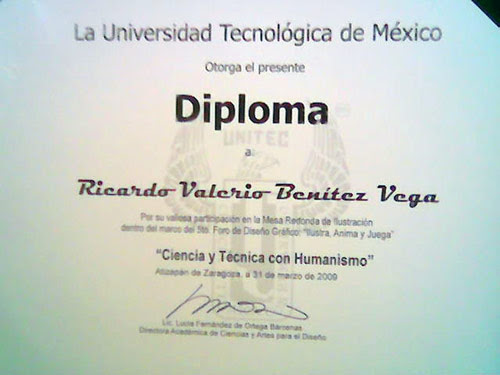 La Universidad Tecnológica de México
Otorga el presente
Diploma
UNITEC
a:
Ricardo Valerio Benítez Vega
Por su valiosa participación en la Mesa Redonda de Ilustración
dentro del marco del 5to. Foro de Diseño Gráfico: "Ilustra, Anima y Juega"
"Ciencia y Técnica con Humanismo"
Atizapán de Zaragoza, a 31 de marzo de 2009
Lic. Lucía Fernández de Ortega Bárcenas
Directora Académica de Ciencias y Artes para el Diseño